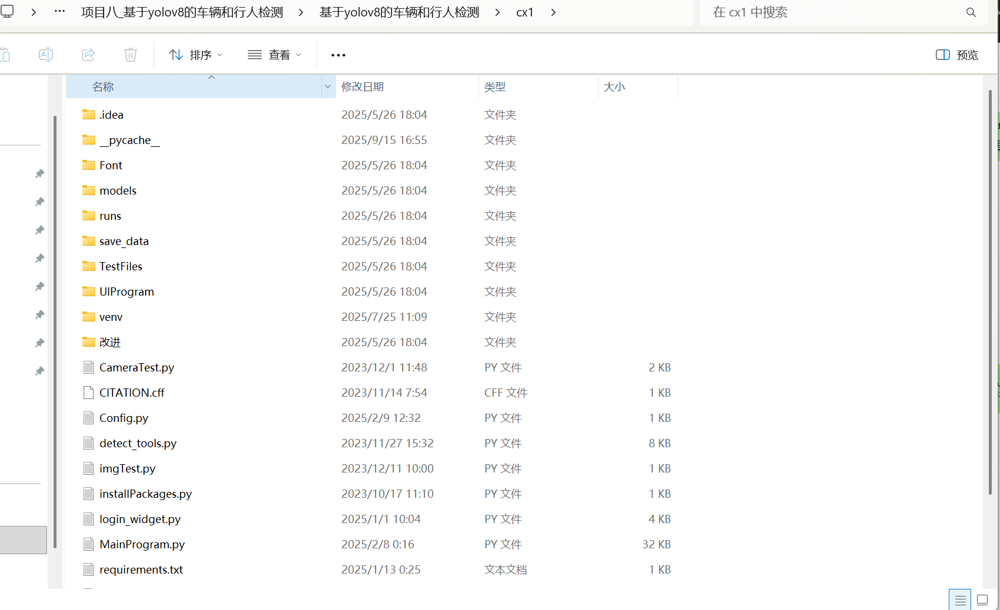 … 项目八_基于yolov8的车辆和行人检测 > 基于yolov8的车辆和行人检测 > cx1 > 在 cx1 中搜索
排序 查看 ••• 预览
名称 修改日期 类型 大小
.idea 2025/5/26 18:04 文件夹
__pycache__ 2025/9/15 16:55 文件夹
Font 2025/5/26 18:04 文件夹
models 2025/5/26 18:04 文件夹
runs 2025/5/26 18:04 文件夹
save_data 2025/5/26 18:04 文件夹
TestFiles 2025/5/26 18:04 文件夹
UIProgram 2025/5/26 18:04 文件夹
venv 2025/7/25 11:09 文件夹
改进 2025/5/26 18:04 文件夹
CameraTest.py 2023/12/1 11:48 PY 文件 2 KB
CITATION.cff 2023/11/14 7:54 CFF 文件 1 KB
Config.py 2025/2/9 12:32 PY 文件 1 KB
detect_tools.py 2023/11/27 15:32 PY 文件 8 KB
imgTest.py 2023/12/11 10:00 PY 文件 1 KB
installPackages.py 2023/10/17 11:10 PY 文件 1 KB
login_widget.py 2025/1/1 10:04 PY 文件 4 KB
MainProgram.py 2025/2/8 0:16 PY 文件 32 KB
requirements.txt 2025/1/13 0:25 文本文档 1 KB